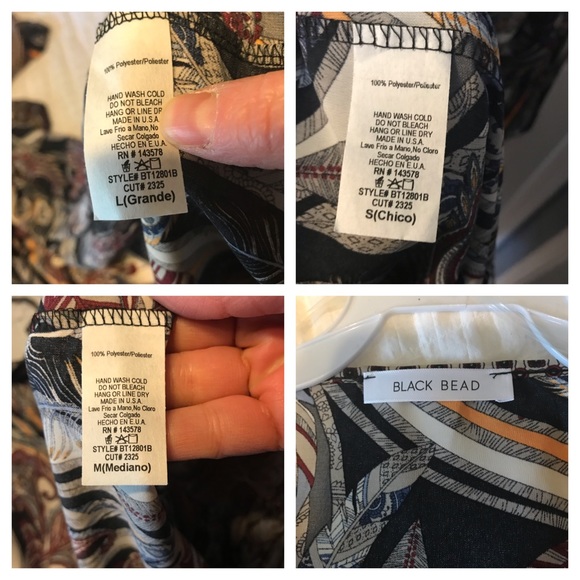 100% Polyester/Poliester
HAND WASH COLD
DO NOT BLEACH
HANG OR LINE DRY
MADE IN U.S.A
Lave Frio a Mano,No
Secar Colgado
HECHO EN E.U.A.
RN # 143578
STYLE# BT12801B
CUT# 2325
L(Grande)
100% Polyester/Poliester
HAND WASH COLD
DO NOT BLEACH
HANG OR LINE DRY
MADE IN U.S.A
Lave Frio a Mano,No Cloro
Secar Colgado
HECHO EN E.U.A.
RN # 143578
STYLE# BT12801B
CUT# 2325
S(Chico)
100% Polyester/Poliester
HAND WASH COLD
DO NOT BLEACH
HANG OR LINE DRY
MADE IN U.S.A
Lave Frio a Mano,No Cloro
Secar Colgado
HECHO EN E.U.A.
RN # 143578
STYLE# BT12801B
CUT# 2325
M(Mediano)
BLACK BEAD